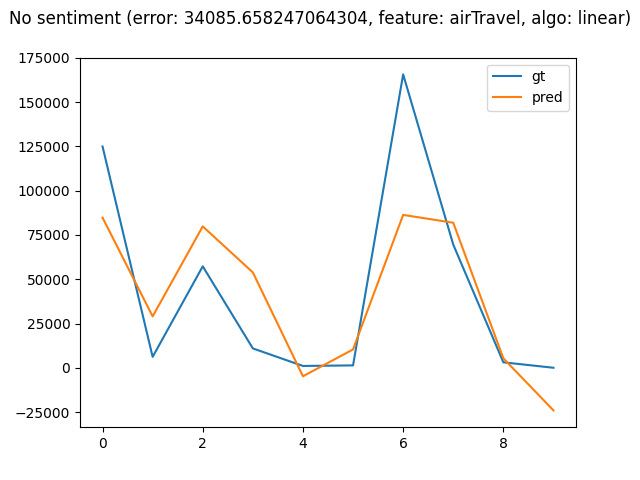 No sentiment (error: 34085.658247064304, feature: airTravel, algo: linear)
175000
150000
125000
100000
75000
50000
25000
0
−25000
0 2 4 6 8
gt
pred